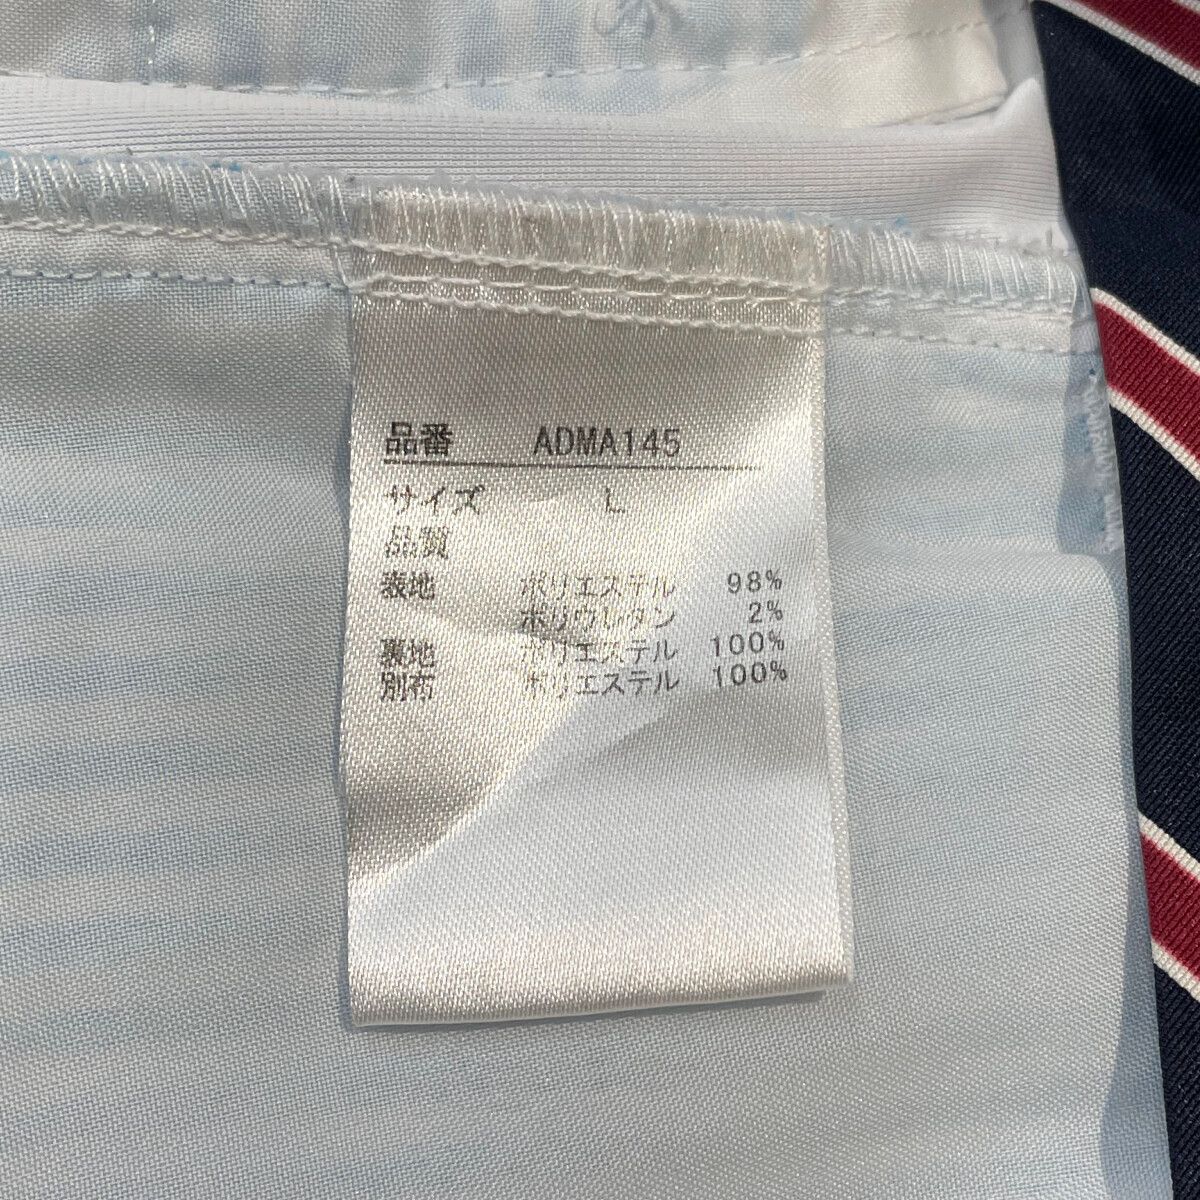 品番 ADMA145
サイズ L
品質
表地 ポリエステル 98%
ポリウレタン 2%
裏地 ポリエステル 100%
別布 ポリエステル 100%